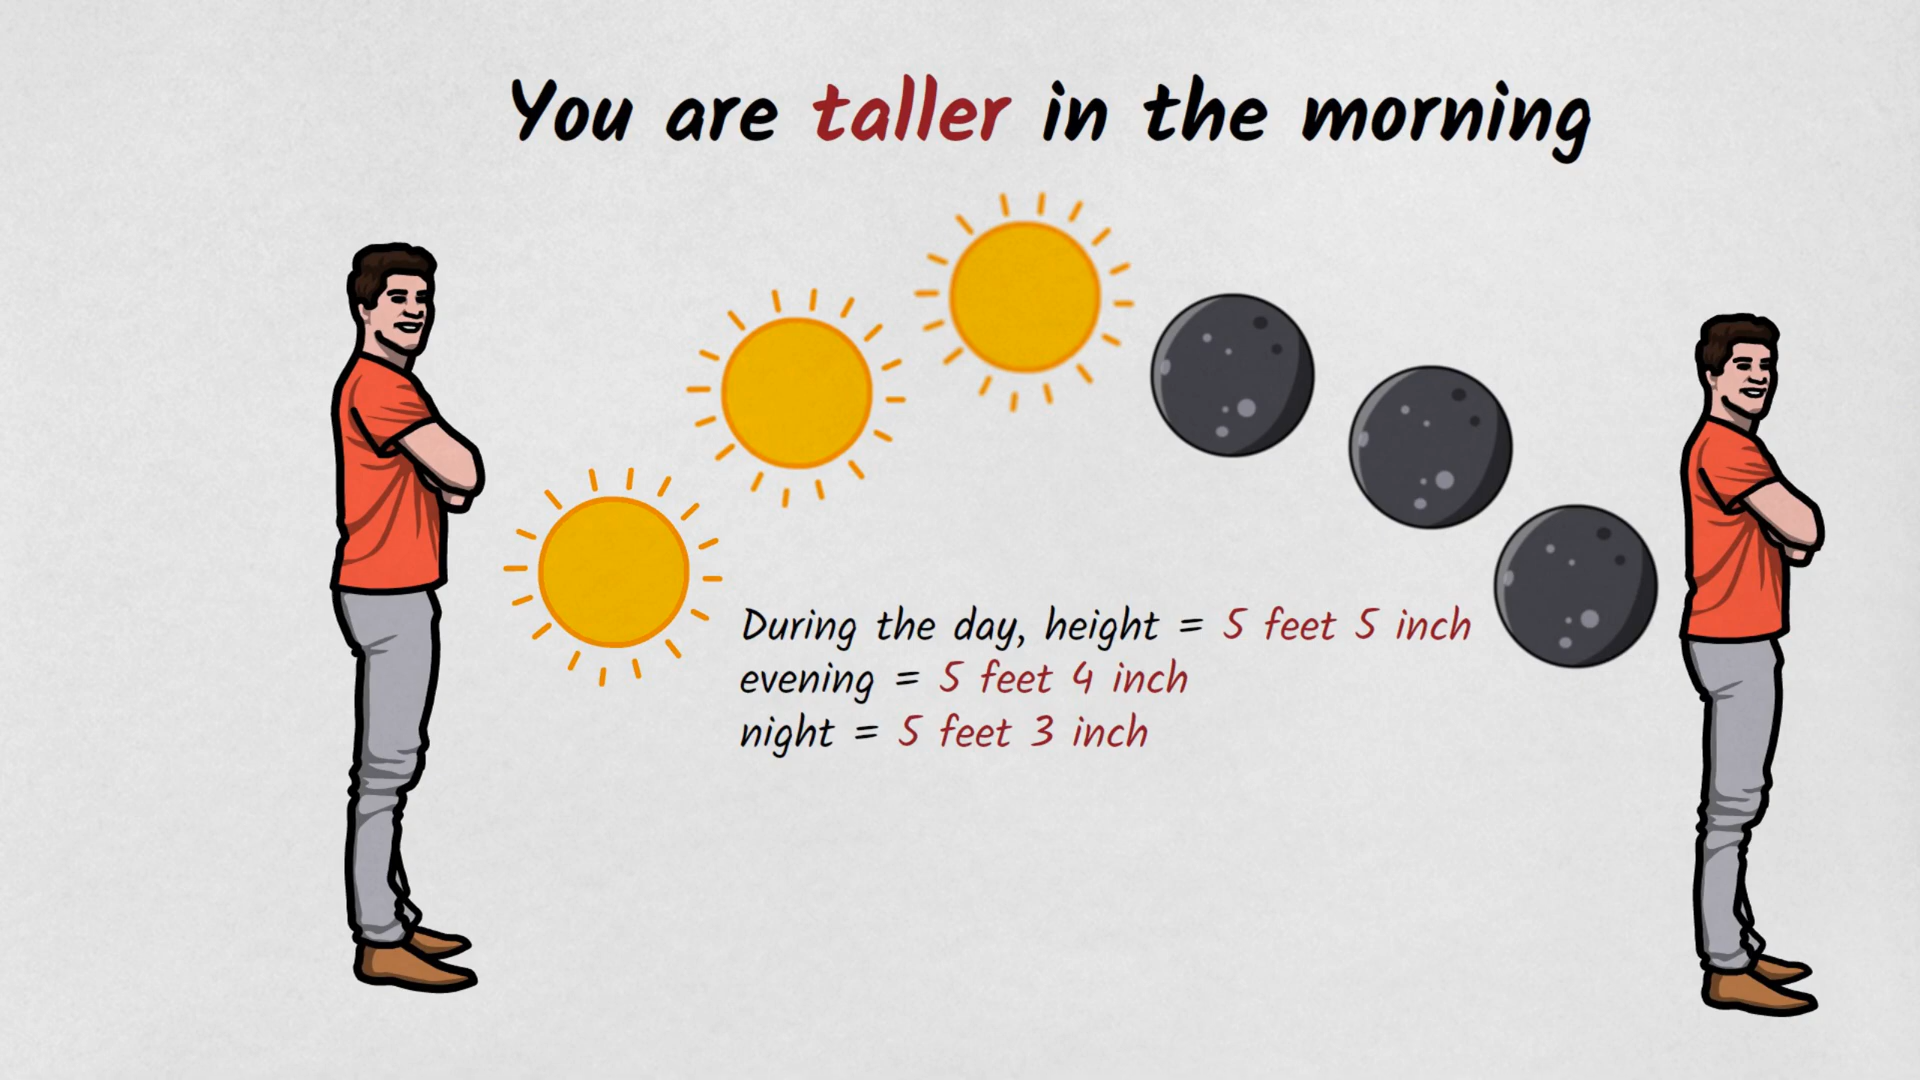 You are taller in the morning
During the day, height = 5 feet 5 inch
evening = 5 feet 4 inch
night = 5 feet 3 inch